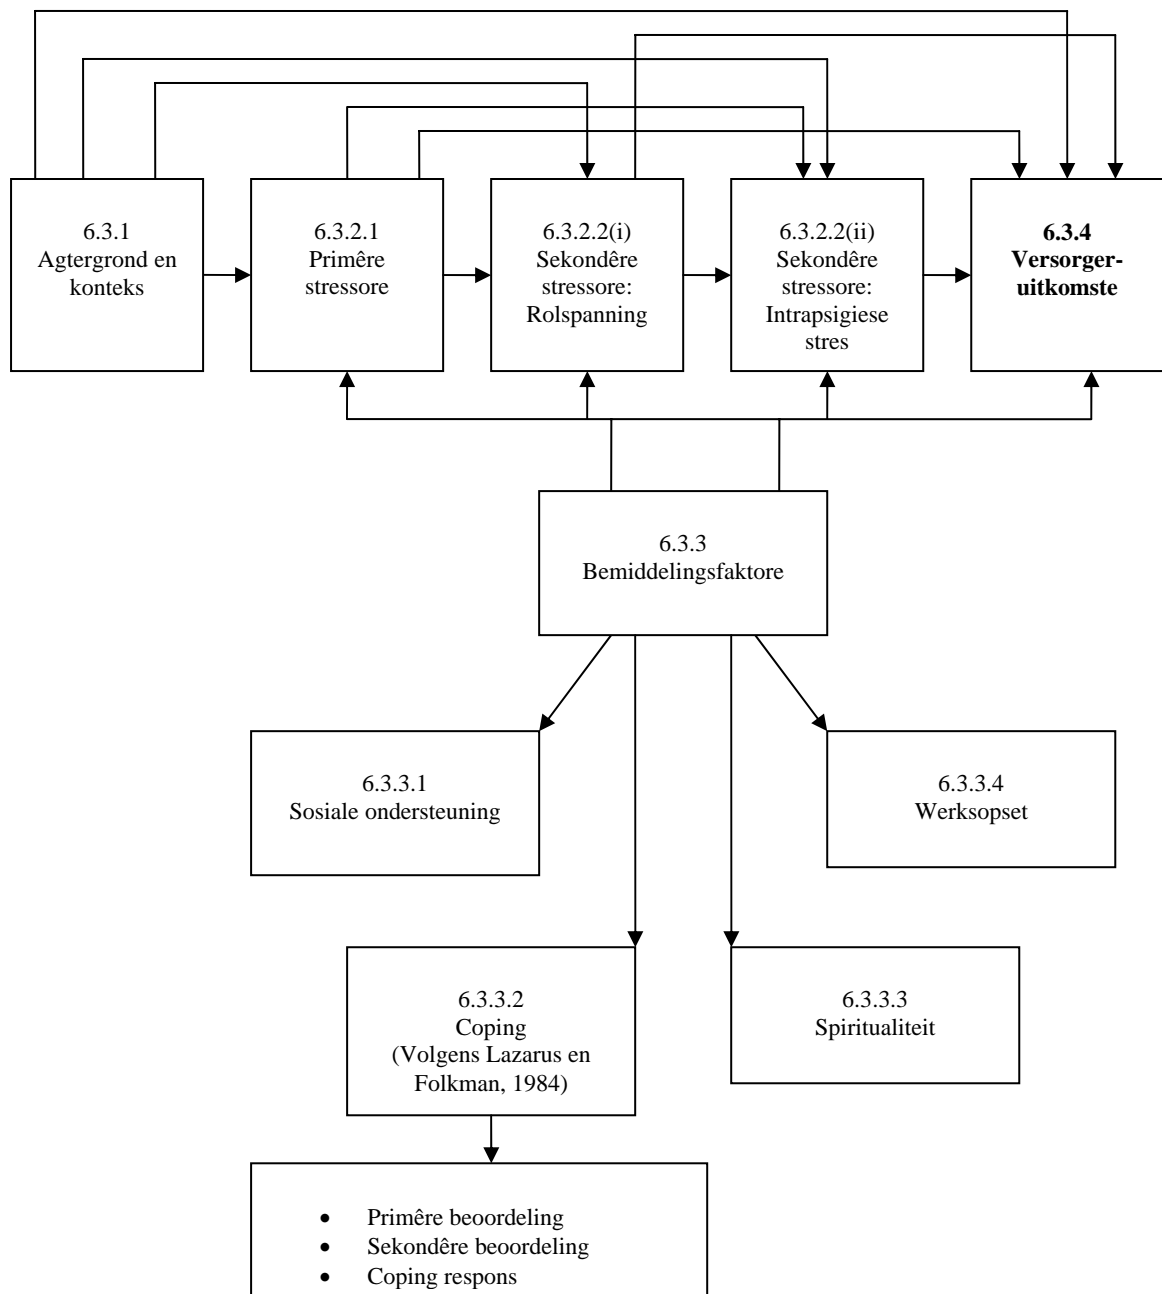 6.3.1
Agtergrond en
konteks
6.3.2.1
Primêre
stressore
6.3.2.2(i)
Sekondêre
stressore:
Rolspanning
6.3.2.2(ii)
Sekondêre
stressore:
Intrapsigiese
stres
6.3.4
Versorger-
uitkomste
6.3.3
Bemiddelingsfaktore
6.3.3.1
Sosiale ondersteuning
6.3.3.4
Werksopset
6.3.3.2
Coping
(Volgens Lazarus en
Folkman, 1984)
6.3.3.3
Spiritualiteit
• Primêre beoordeling
• Sekondêre beoordeling
• Coping respons